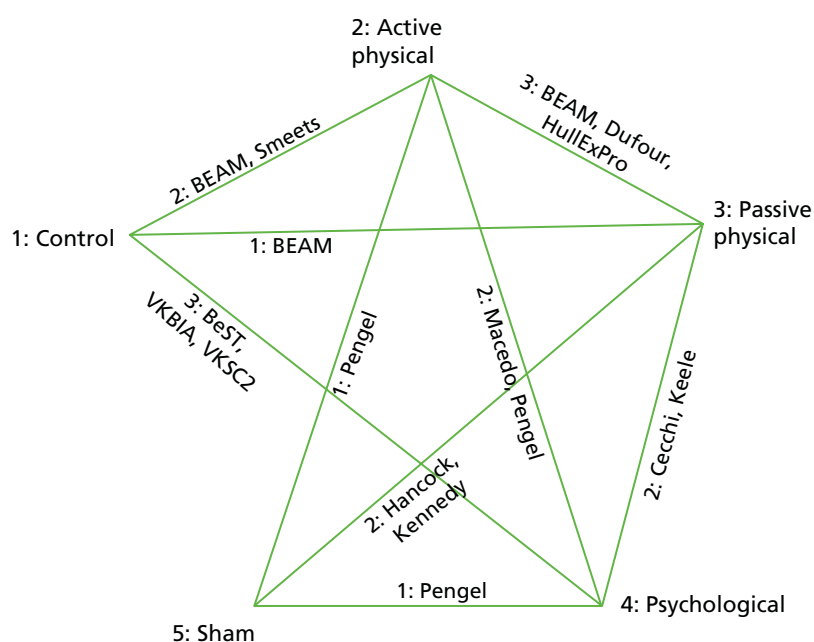 2: Active
physical
3: BEAM, Dufour,
HullExPro
2: BEAM, Smeets
1: Control
3: Passive
physical
1: BEAM
3: BeST,
VKBIA, VKSC2
1: Pengel
2: Macedo, Pengel
2: Cecchi, Keele
2: Hancock,
Kennedy
1: Pengel
4: Psychological
5: Sham